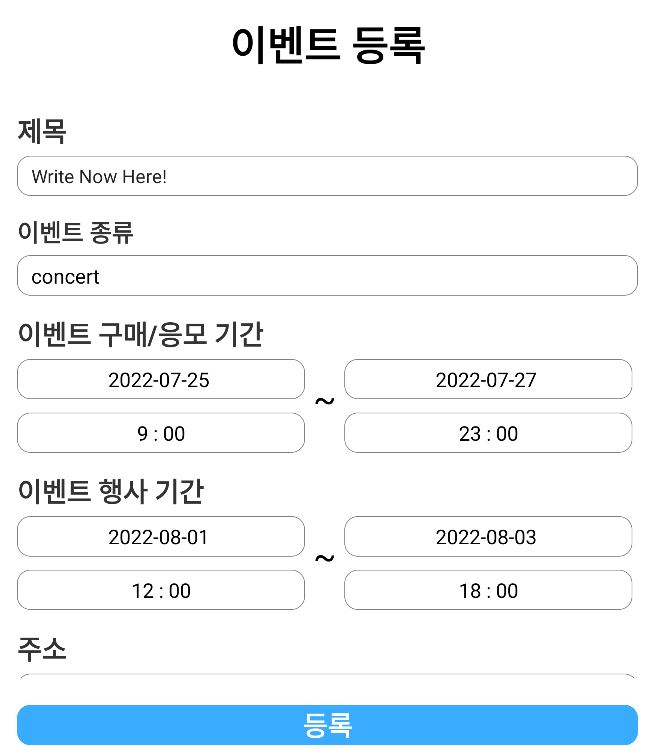 이벤트 등록
제목
Write Now Here!
이벤트 종류
concert
이벤트 구매/응모 기간
2022-07-25 ~ 2022-07-27
9 : 00 23 : 00
이벤트 행사 기간
2022-08-01 ~ 2022-08-03
12 : 00 18 : 00
주소
등록